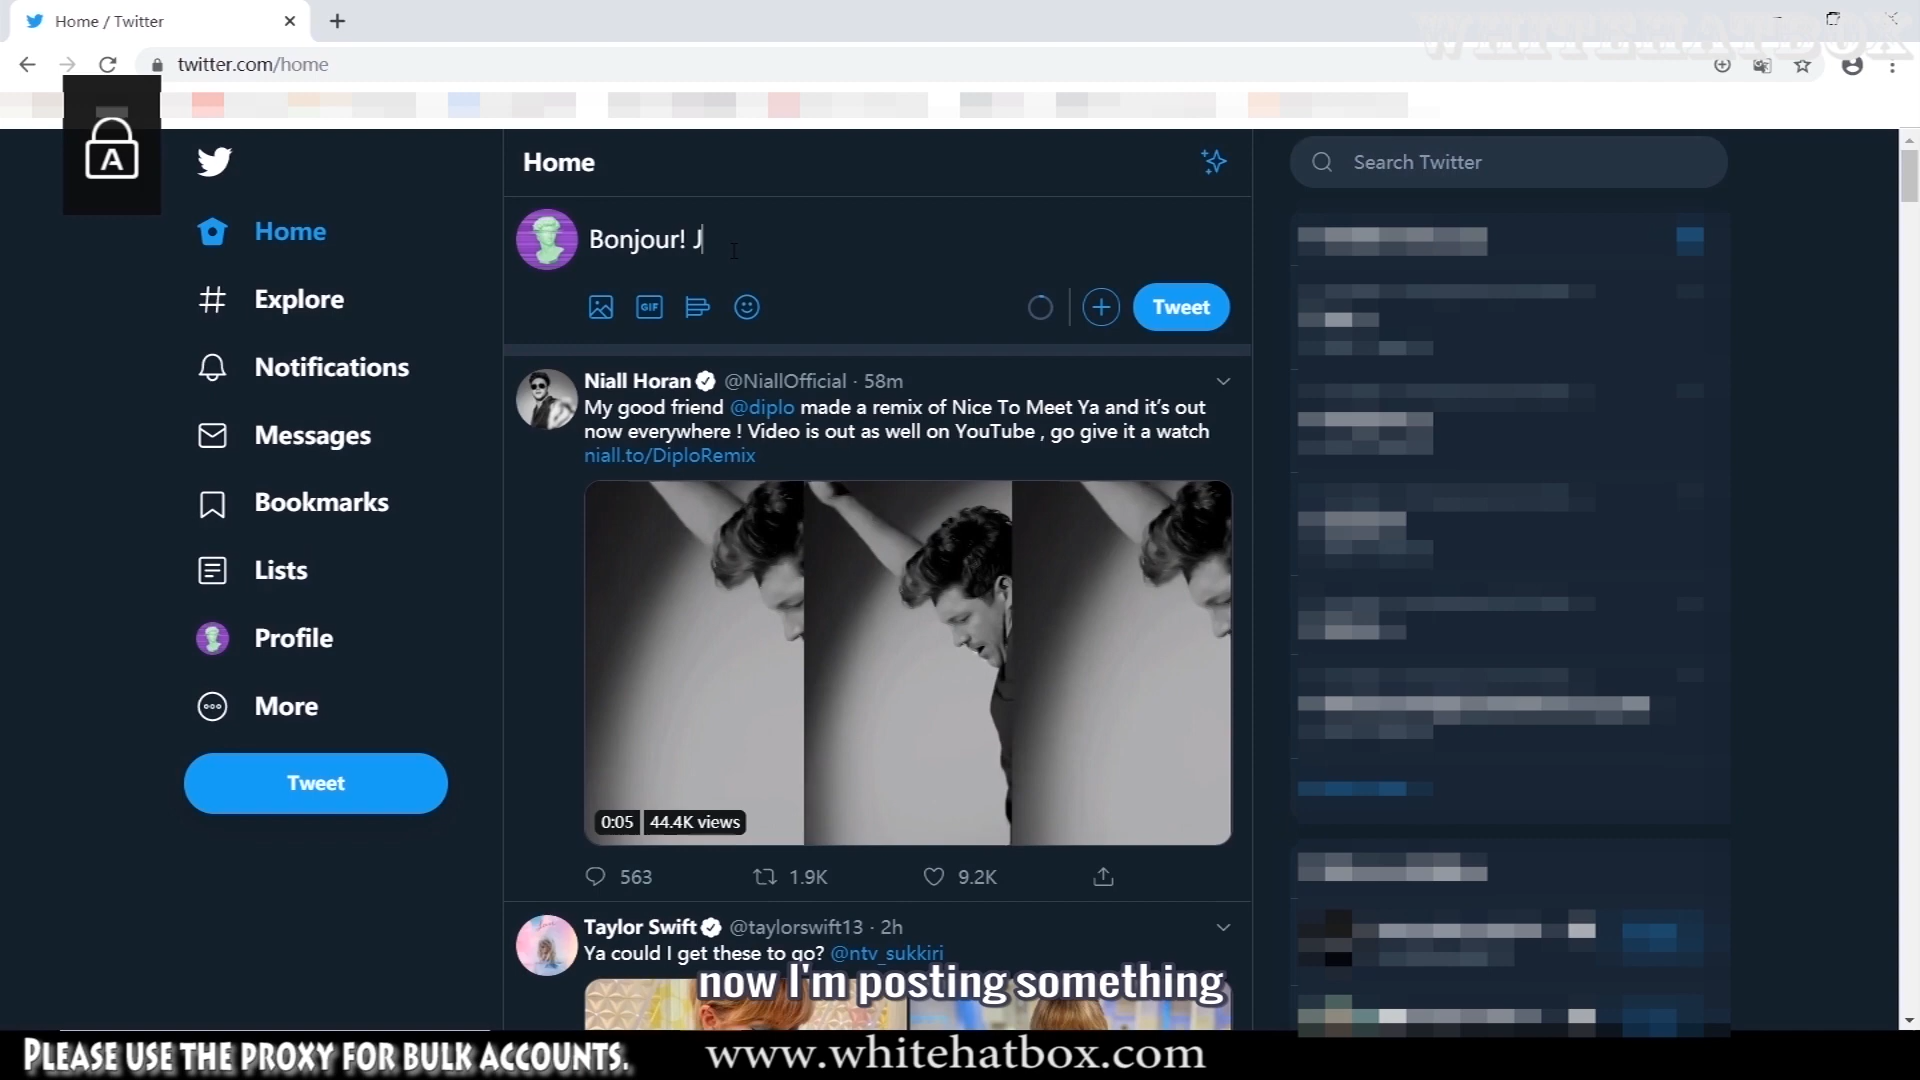 Home / Twitter
WHITEHATBOX
twitter.com/home
A
Home
Search Twitter
Home
Bonjour! J
Explore
GIF
Tweet
Notifications
Niall Horan @NiallOfficial · 58m
My good friend @diplo made a remix of Nice To Meet Ya and it’s out
now everywhere ! Video is out as well on YouTube , go give it a watch
niall.to/DiploRemix
Messages
Bookmarks
Lists
Profile
More
Tweet
0:05 44.4K views
563 1.9K 9.2K
Taylor Swift @taylorswift13 · 2h
Ya could I get these to go? @ntv_sukkiri
now I'm posting something
PLEASE USE THE PROXY FOR BULK ACCOUNTS.
www.whitehatbox.com